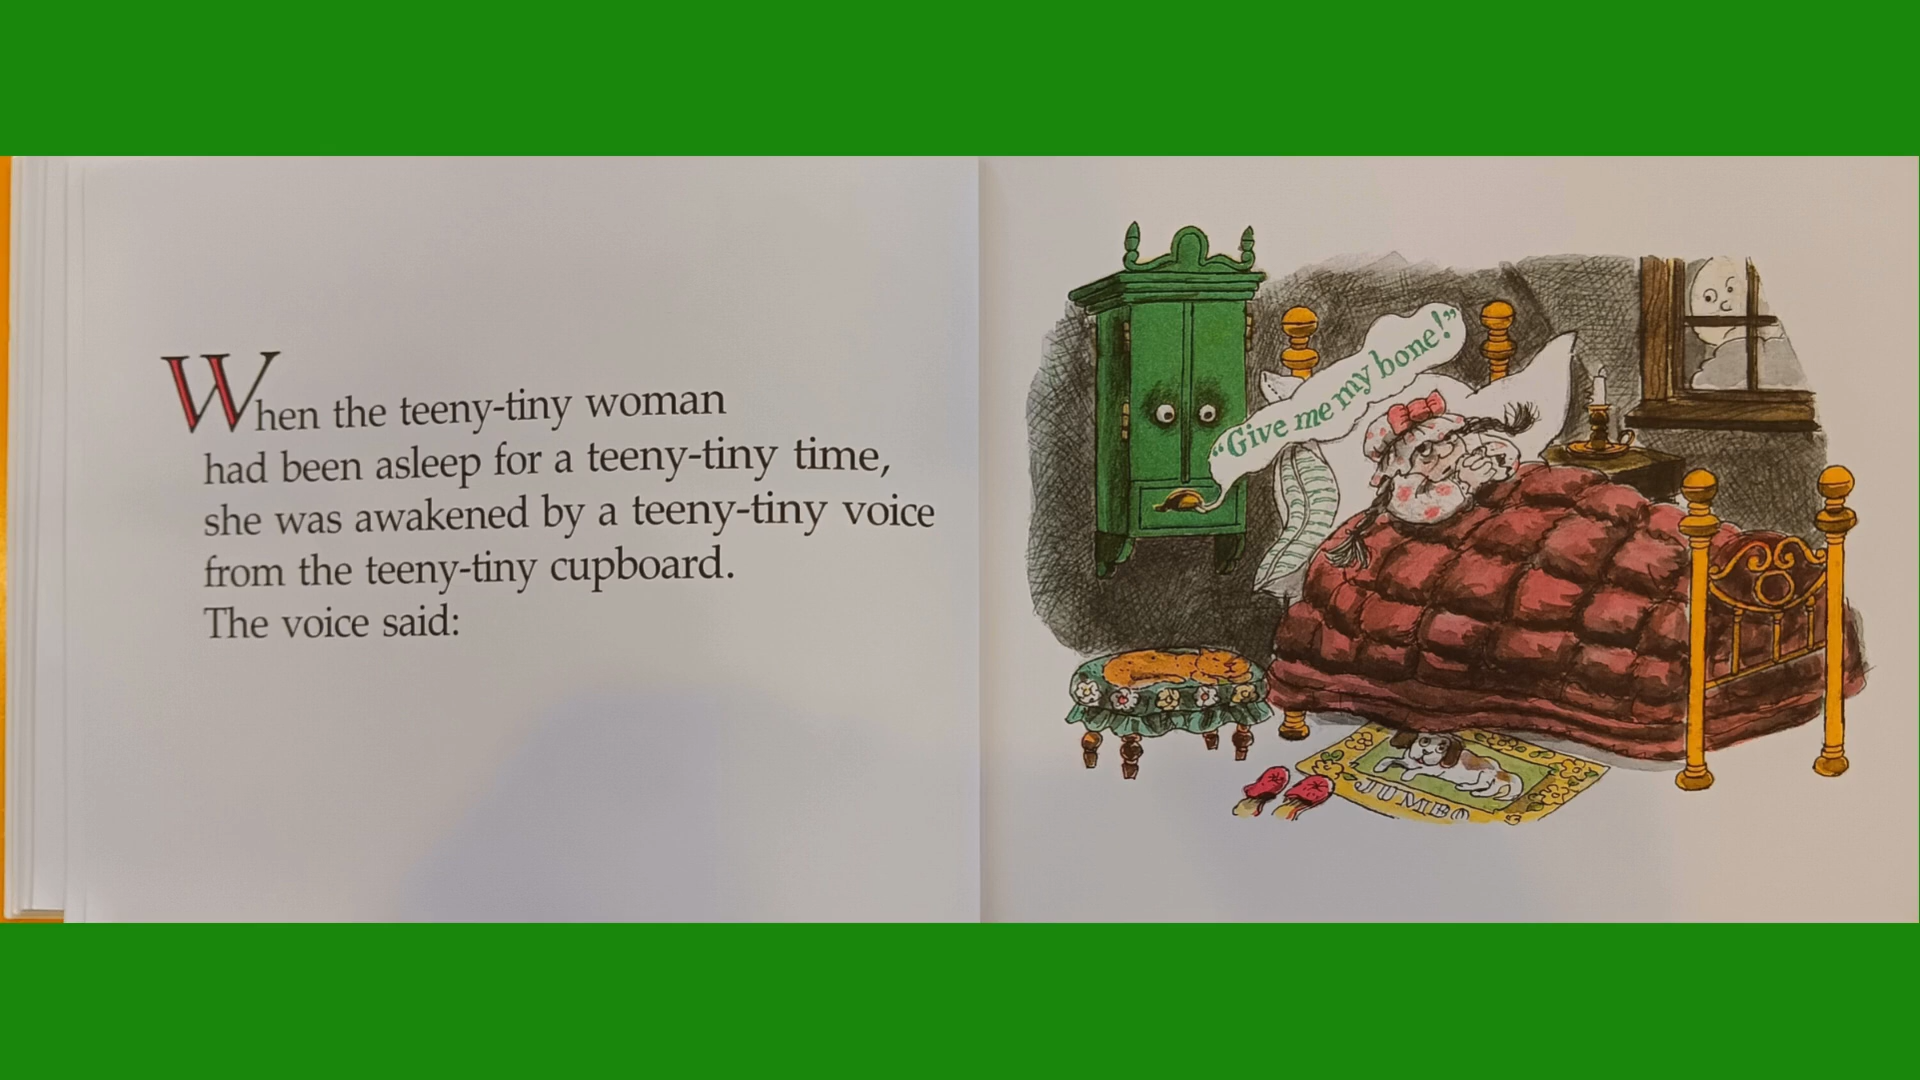 When the teeny-tiny woman
had been asleep for a teeny-tiny time,
she was awakened by a teeny-tiny voice
from the teeny-tiny cupboard.
The voice said:
“Give me my bone!”
JUMBO